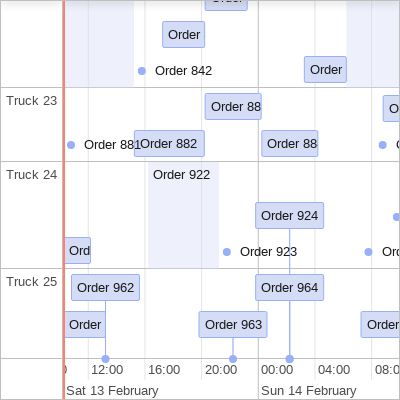 Order
Order
Order 842
Order
Truck 23
Order 88
Order 881
Order 882
Order 88
Truck 24
Order 922
Order 924
Ord
Order 923
Ord
Truck 25
Order 962
Order 964
Order
Order 963
Order
12:00
16:00
20:00
00:00
04:00
08:0
Sat 13 February
Sun 14 February